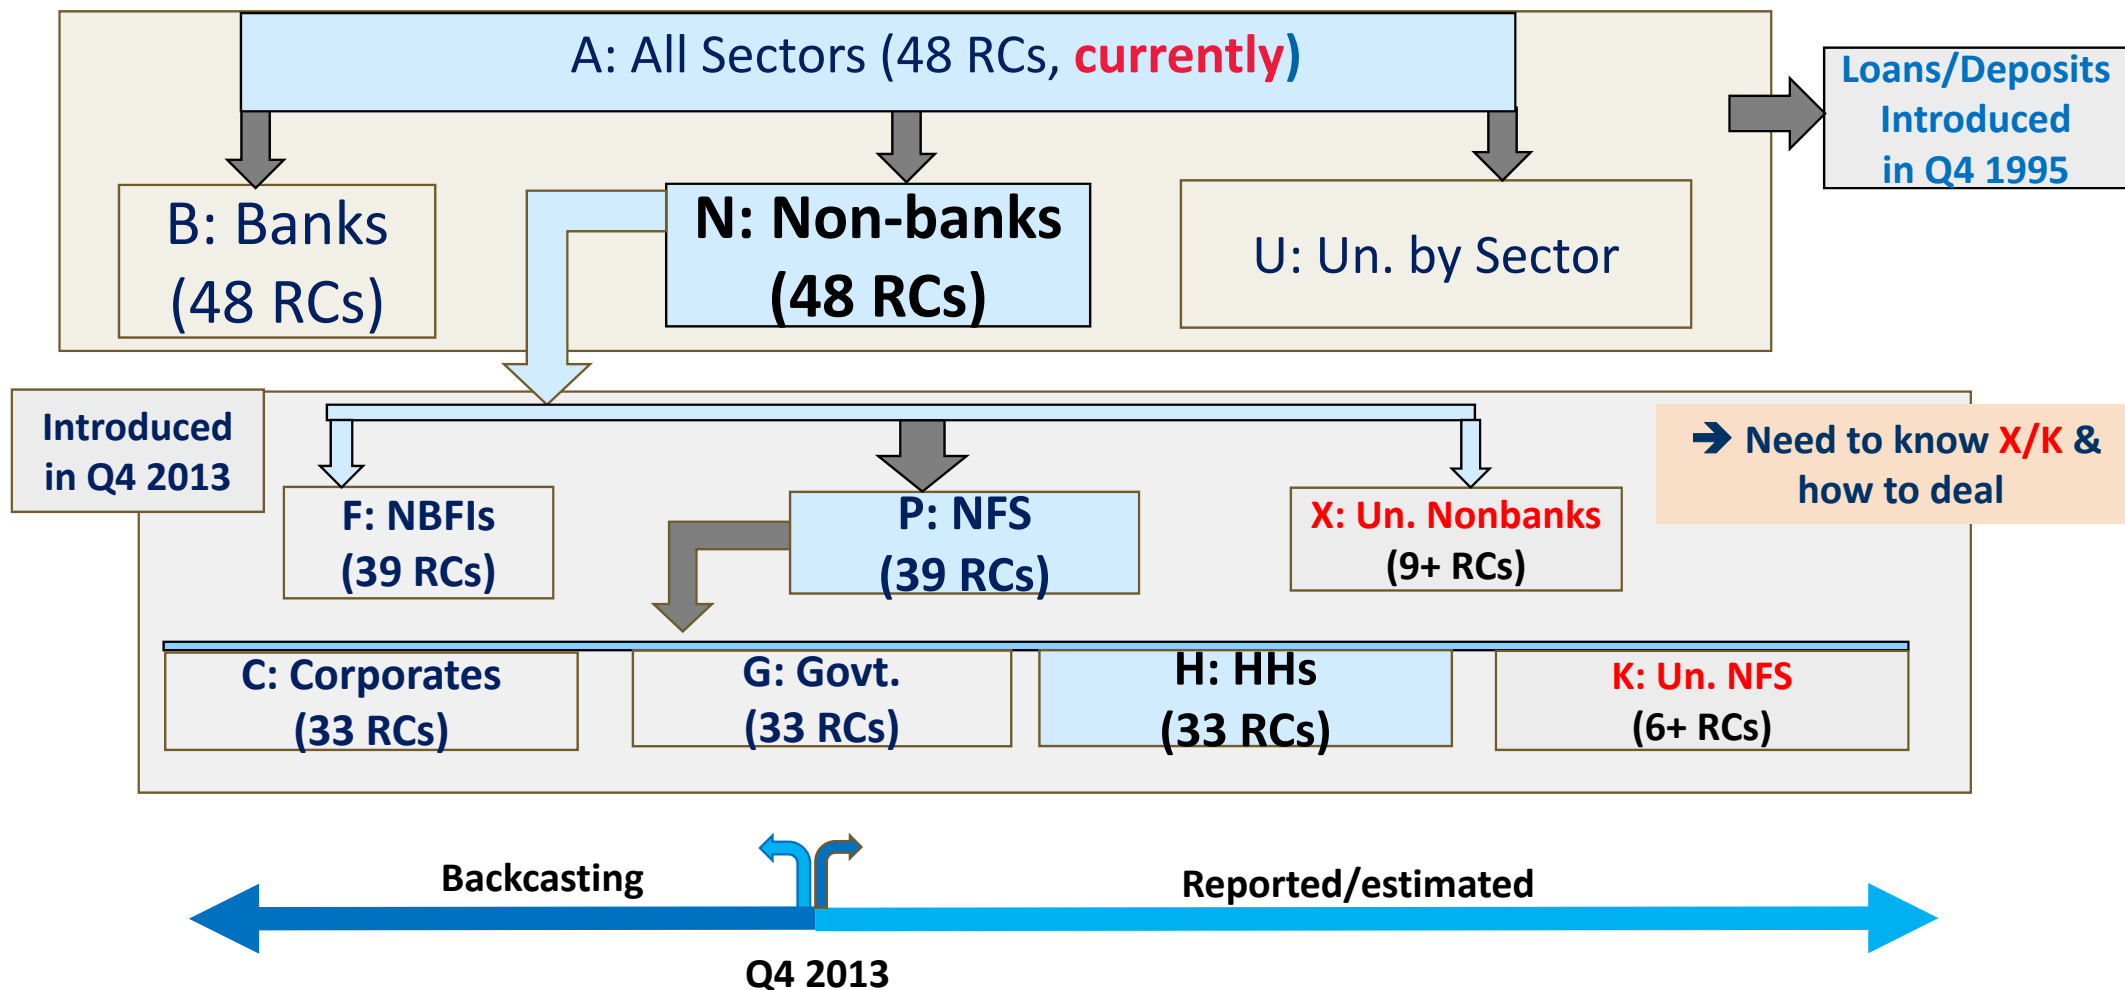 A: All Sectors (48 RCs, currently)
Loans/Deposits
Introduced
in Q4 1995
B: Banks
(48 RCs)
N: Non-banks
(48 RCs)
U: Un. by Sector
Introduced
in Q4 2013
➔ Need to know X/K &
how to deal
F: NBFIs
(39 RCs)
P: NFS
(39 RCs)
X: Un. Nonbanks
(9+ RCs)
C: Corporates
(33 RCs)
G: Govt.
(33 RCs)
H: HHs
(33 RCs)
K: Un. NFS
(6+ RCs)
Backcasting
Reported/estimated
Q4 2013